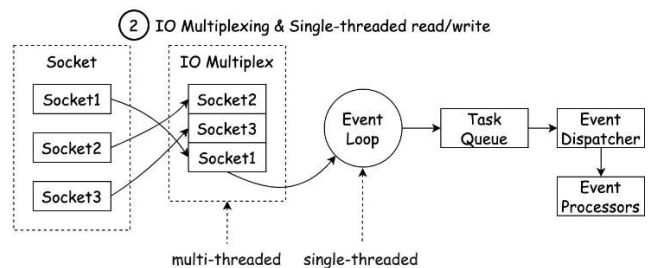 2 IO Multiplexing & Single-threaded read/write
Socket
Socket1
Socket2
Socket3
IO Multiplex
Socket2
Socket3
Socket1
Event
Loop
Task
Queue
Event
Dispatcher
Event
Processors
multi-threaded
single-threaded